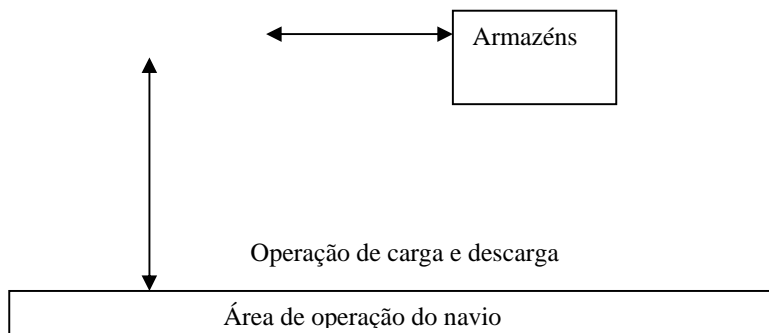 Armazéns
Operação de carga e descarga
Área de operação do navio